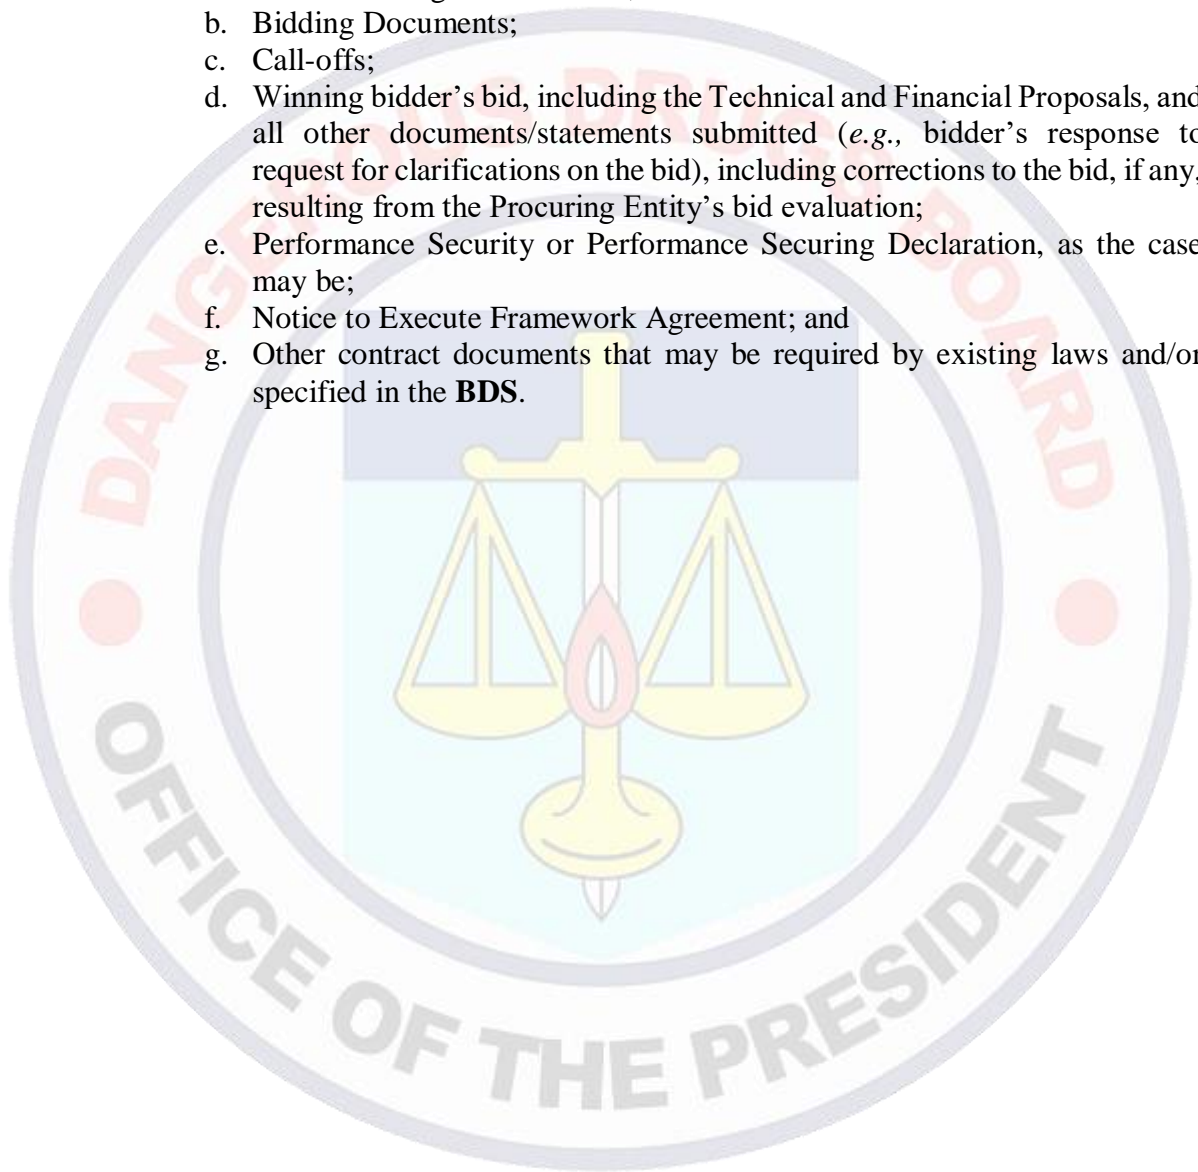 b. Bidding Documents;
c. Call-offs;
d. Winning bidder’s bid, including the Technical and Financial Proposals, and
all other documents/statements submitted (e.g., bidder’s response to
request for clarifications on the bid), including corrections to the bid, if any,
resulting from the Procuring Entity’s bid evaluation;
e. Performance Security or Performance Securing Declaration, as the case
may be;
f. Notice to Execute Framework Agreement; and
g. Other contract documents that may be required by existing laws and/or
specified in the BDS.
DANGEROUS DRUGS BOARD
OFFICE OF THE PRESIDENT